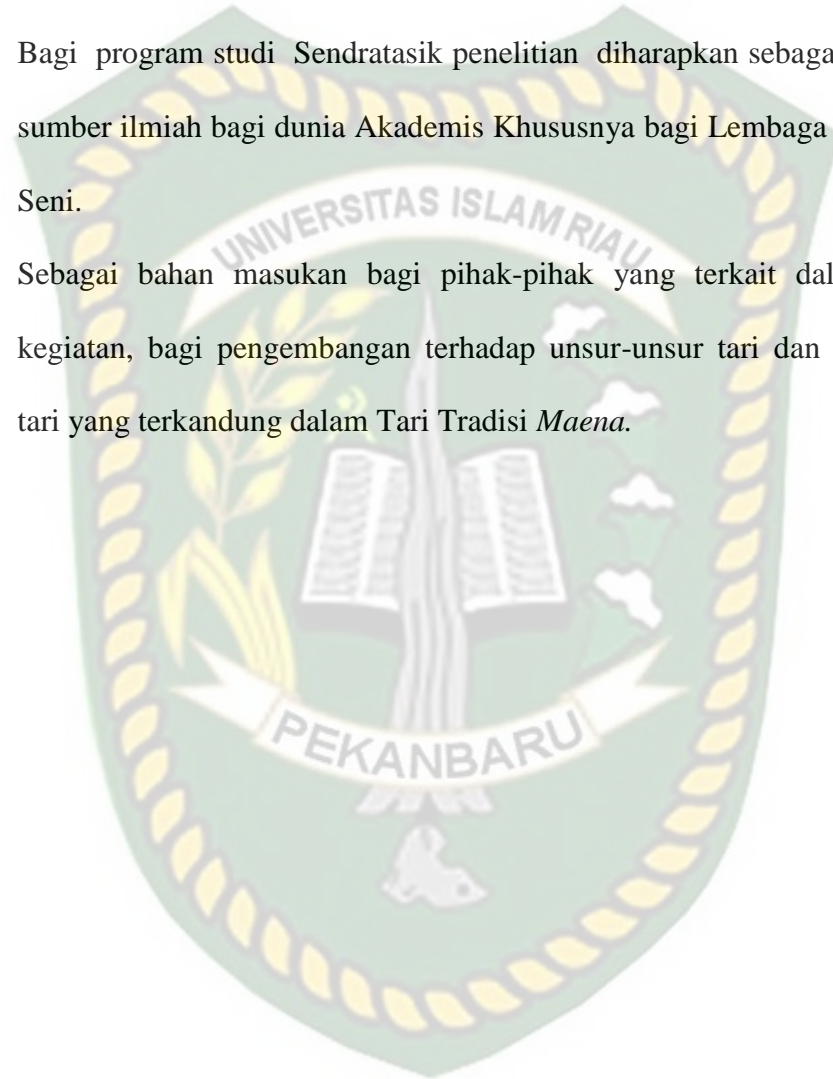 Bagi program studi Sendratasik penelitian diharapkan sebaga
sumber ilmiah bagi dunia Akademis Khususnya bagi Lembaga
Seni.
UNIVERSITAS ISLAM RIAU
Sebagai bahan masukan bagi pihak-pihak yang terkait dal
kegiatan, bagi pengembangan terhadap unsur-unsur tari dan
tari yang terkandung dalam Tari Tradisi Maena.
PEKANBARU